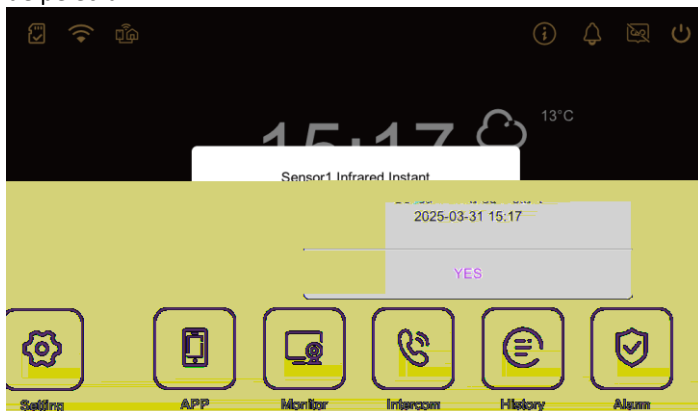 15:17
13°C
Sensor1 Infrared Instant
2025-03-31 15:17
YES
Setting
APP
Monitor
Intercom
History
Alarm